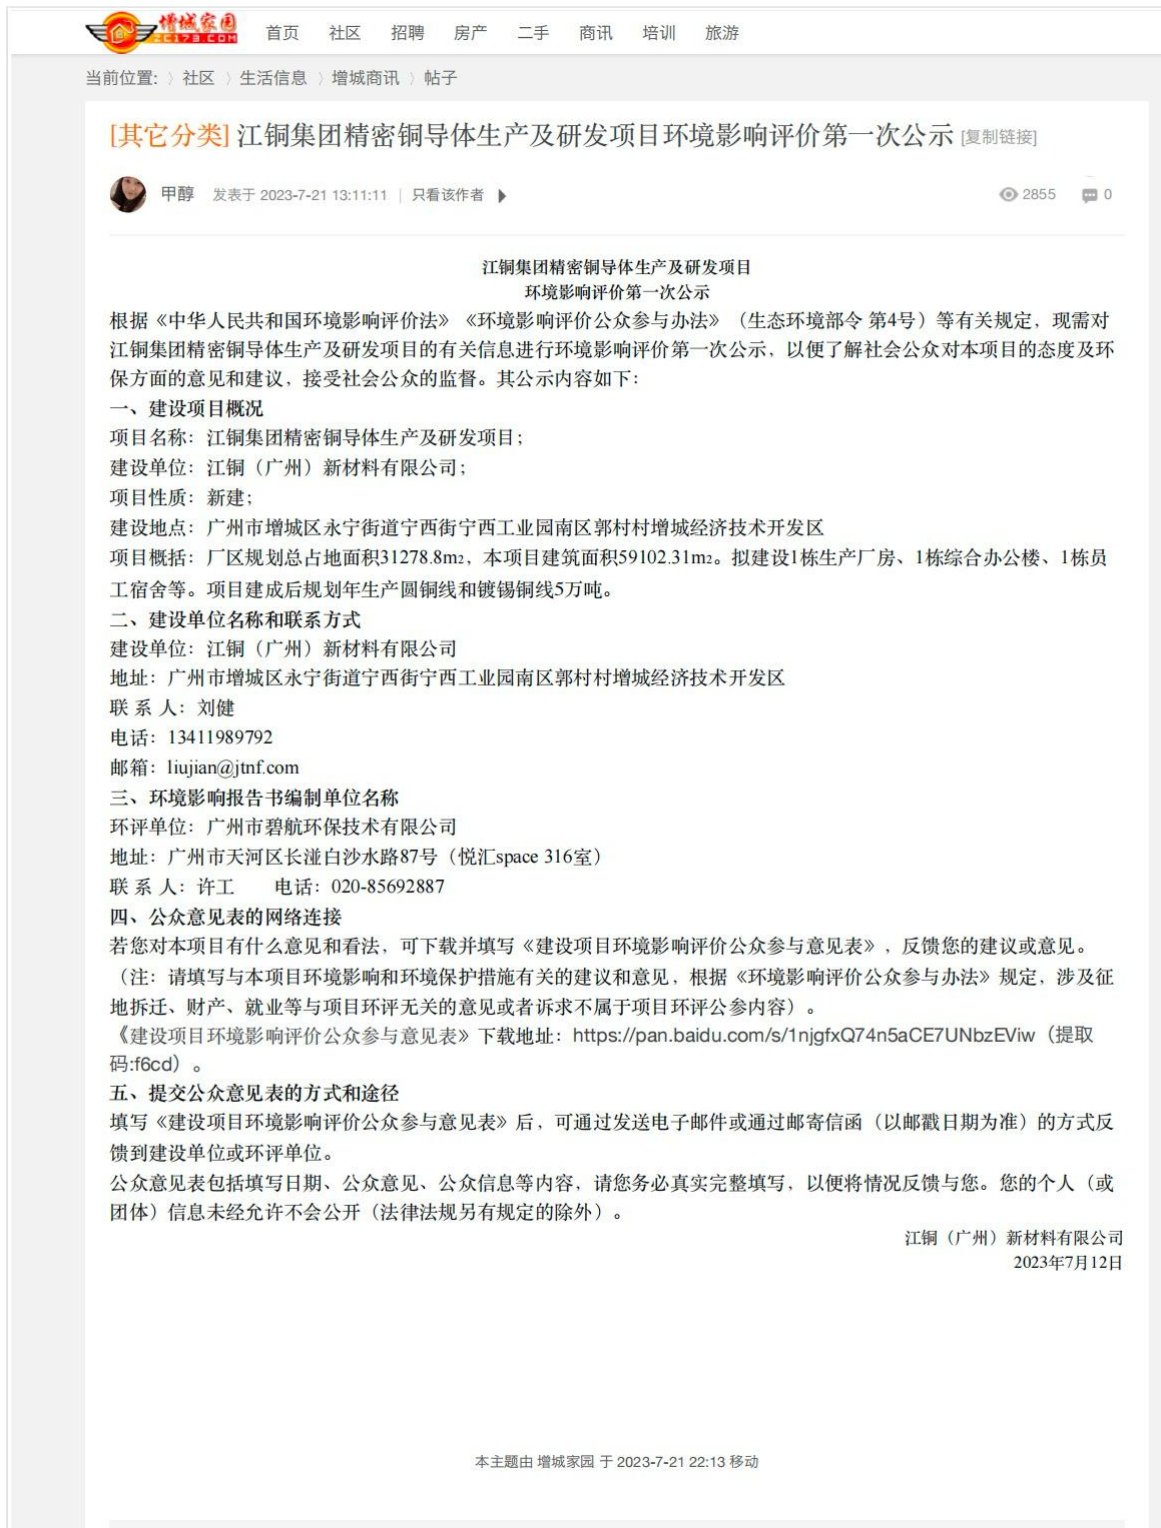 增城家园
ZC173.COM
首页 社区 招聘 房产 二手 商讯 培训 旅游
当前位置: 〉社区 〉生活信息 〉增城商讯 〉帖子
[其它分类] 江铜集团精密铜导体生产及研发项目环境影响评价第一次公示 [复制链接]
甲醇 发表于 2023-7-21 13:11:11 | 只看该作者
2855 0
江铜集团精密铜导体生产及研发项目
环境影响评价第一次公示
根据《中华人民共和国环境影响评价法》《环境影响评价公众参与办法》（生态环境部令 第4号）等有关规定，现需对
江铜集团精密铜导体生产及研发项目的有关信息进行环境影响评价第一次公示，以便了解社会公众对本项目的态度及环
保方面的意见和建议，接受社会公众的监督。其公示内容如下：
一、建设项目概况
项目名称：江铜集团精密铜导体生产及研发项目；
建设单位：江铜（广州）新材料有限公司；
项目性质：新建；
建设地点：广州市增城区永宁街道宁西街宁西工业园南区郭村村增城经济技术开发区
项目概括：厂区规划总占地面积31278.8m2，本项目建筑面积59102.31m2。拟建设1栋生产厂房、1栋综合办公楼、1栋员
工宿舍等。项目建成后规划年生产圆铜线和镀锡铜线5万吨。
二、建设单位名称和联系方式
建设单位：江铜（广州）新材料有限公司
地址：广州市增城区永宁街道宁西街宁西工业园南区郭村村增城经济技术开发区
联 系 人：刘健
电话：13411989792
邮箱：liujian@jtnf.com
三、环境影响报告书编制单位名称
环评单位：广州市碧航环保技术有限公司
地址：广州市天河区长湴白沙水路87号（悦汇space 316室）
联 系 人：许工 电话：020-85692887
四、公众意见表的网络连接
若您对本项目有什么意见和看法，可下载并填写《建设项目环境影响评价公众参与意见表》，反馈您的建议或意见。
（注：请填写与本项目环境影响和环境保护措施有关的建议和意见，根据《环境影响评价公众参与办法》规定，涉及征
地拆迁、财产、就业等与项目环评无关的意见或者诉求不属于项目环评公参内容）。
《建设项目环境影响评价公众参与意见表》下载地址：https://pan.baidu.com/s/1njgfxQ74n5aCE7UNbzEViw（提取
码:f6cd）。
五、提交公众意见表的方式和途径
填写《建设项目环境影响评价公众参与意见表》后，可通过发送电子邮件或通过邮寄信函（以邮戳日期为准）的方式反
馈到建设单位或环评单位。
公众意见表包括填写日期、公众意见、公众信息等内容，请您务必真实完整填写，以便将情况反馈与您。您的个人（或
团体）信息未经允许不会公开（法律法规另有规定的除外）。
江铜（广州）新材料有限公司
2023年7月12日
本主题由 增城家园 于 2023-7-21 22:13 移动